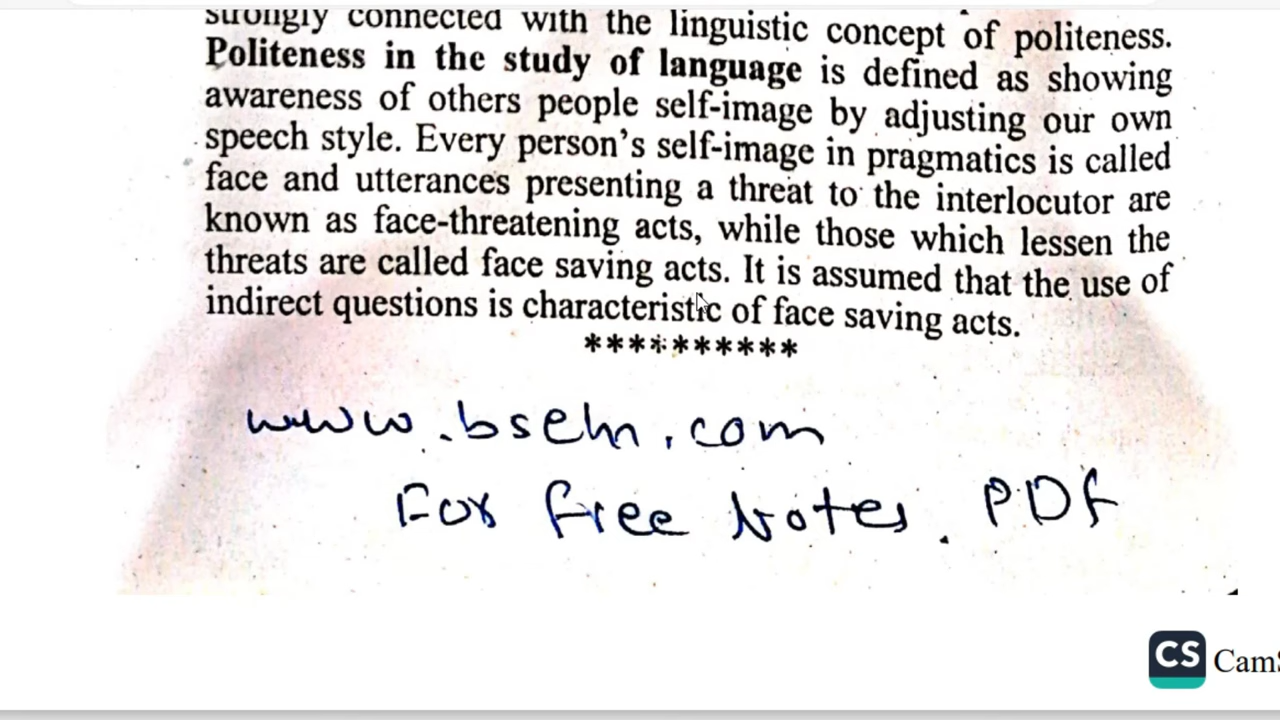 strongly connected with the linguistic concept of politeness.
Politeness in the study of language is defined as showing
awareness of others people self-image by adjusting our own
speech style. Every person's self-image in pragmatics is called
face and utterances presenting a threat to the interlocutor are
known as face-threatening acts, while those which lessen the
threats are called face saving acts. It is assumed that the use of
indirect questions is characteristic of face saving acts.
**********
www.bsehn.com
For free Notes. PDF
CS CamS